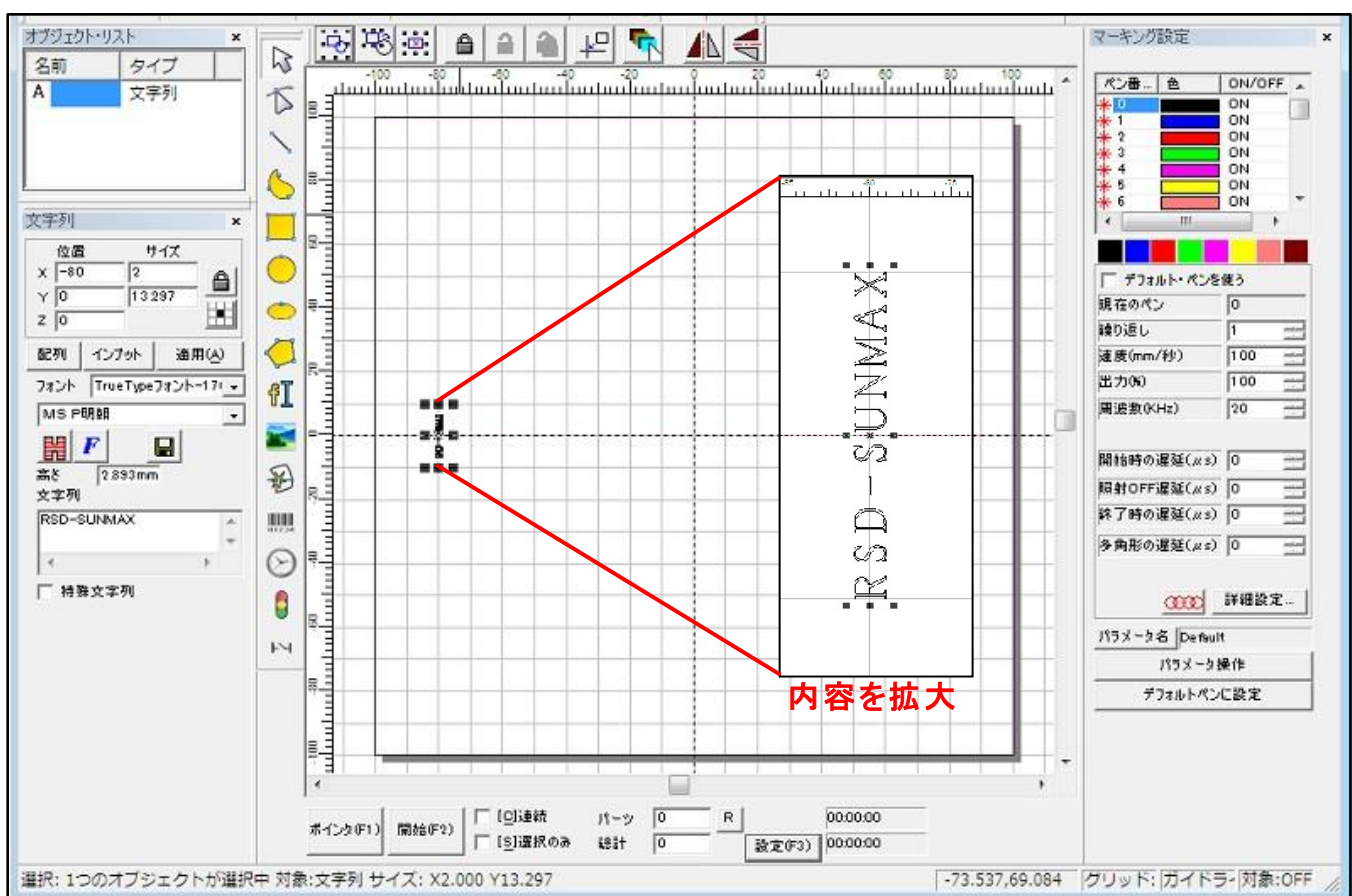 オブジェクト・リスト
名前 タイプ
A 文字列
文字列
位置 サイズ
X -80 2
Y 0 13.297
Z 0
配列 インプット 適用(A)
フォント TrueTypeフォント-17
MS P明朝
F
高さ 2.893mm
文字列
RSD-SUNMAX
特殊文字列
-100 -80 -60 -40 -20 0 20 40 60 80 100
RSD-SUNMAX
内容を拡大
ポインタ(F1) 開始(F2)
[C]連続
[S]選択のみ
パーツ 0 R 00:00:00
総計 0 設定(F3) 00:00:00
マーキング設定
ペン番... 色 ON/OFF
0 ON
1 ON
2 ON
3 ON
4 ON
5 ON
6 ON
デフォルト・ペンを使う
現在のペン 0
繰り返し 1
速度(mm/秒) 100
出力(%) 100
周波数(KHz) 20
開始時の遅延(μs) 0
照射OFF遅延(μs) 0
終了時の遅延(μs) 0
多角形の遅延(μs) 0
詳細設定...
パラメータ名 Default
パラメータ操作
デフォルトペンに設定
選択: 1つのオブジェクトが選択中 対象:文字列 サイズ: X2.000 Y13.297
-73.537,69.084
グリッド: ガイドライ 対象:OFF